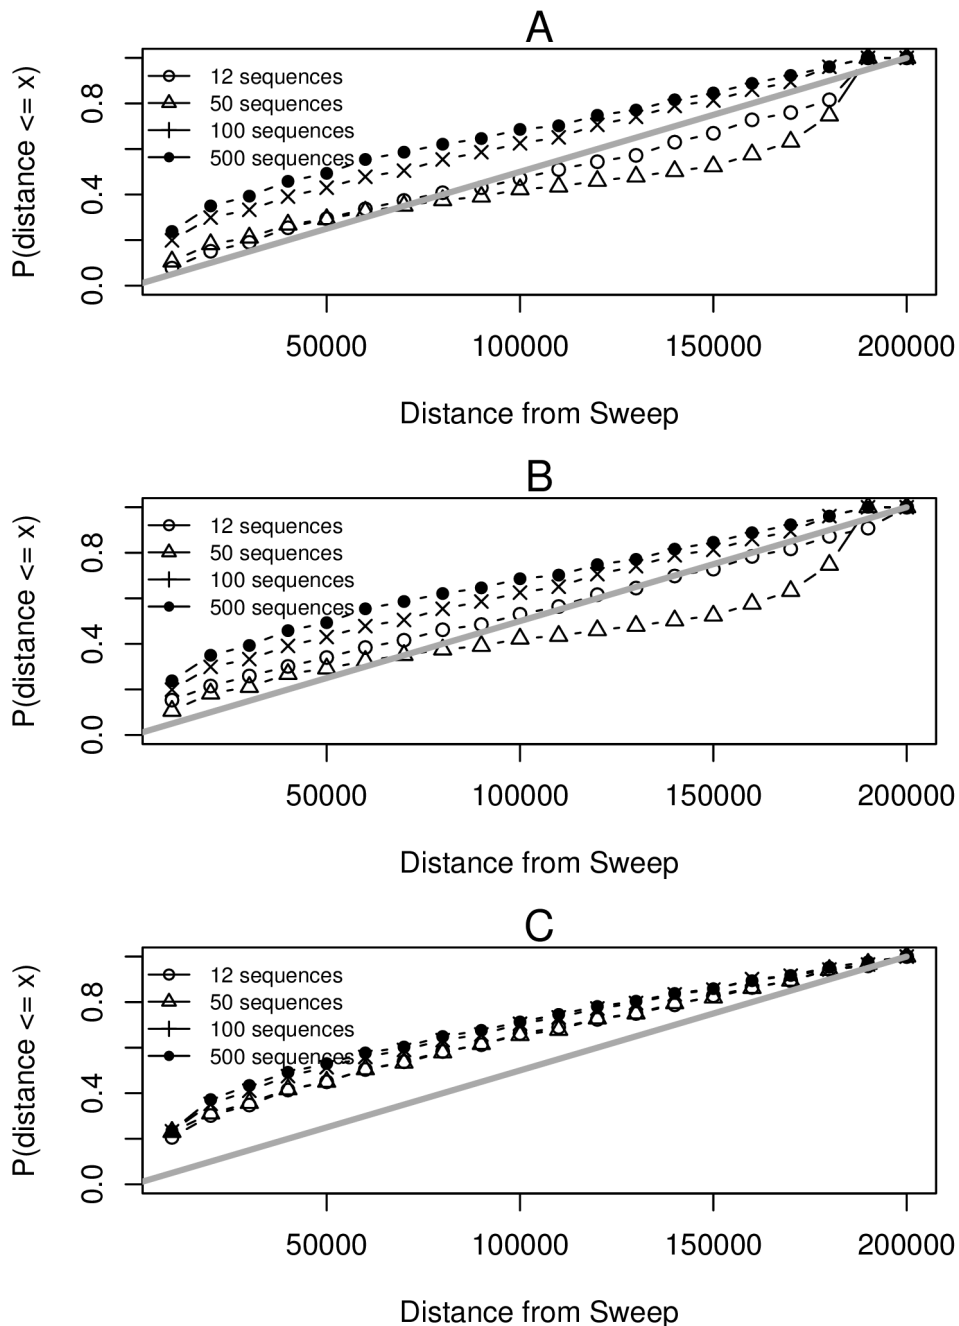 A
P(distance <= x)
0.8
0.4
0.0
12 sequences
50 sequences
100 sequences
500 sequences
50000 100000 150000 200000
Distance from Sweep
B
P(distance <= x)
0.8
0.4
0.0
12 sequences
50 sequences
100 sequences
500 sequences
50000 100000 150000 200000
Distance from Sweep
C
P(distance <= x)
0.8
0.4
0.0
12 sequences
50 sequences
100 sequences
500 sequences
50000 100000 150000 200000
Distance from Sweep